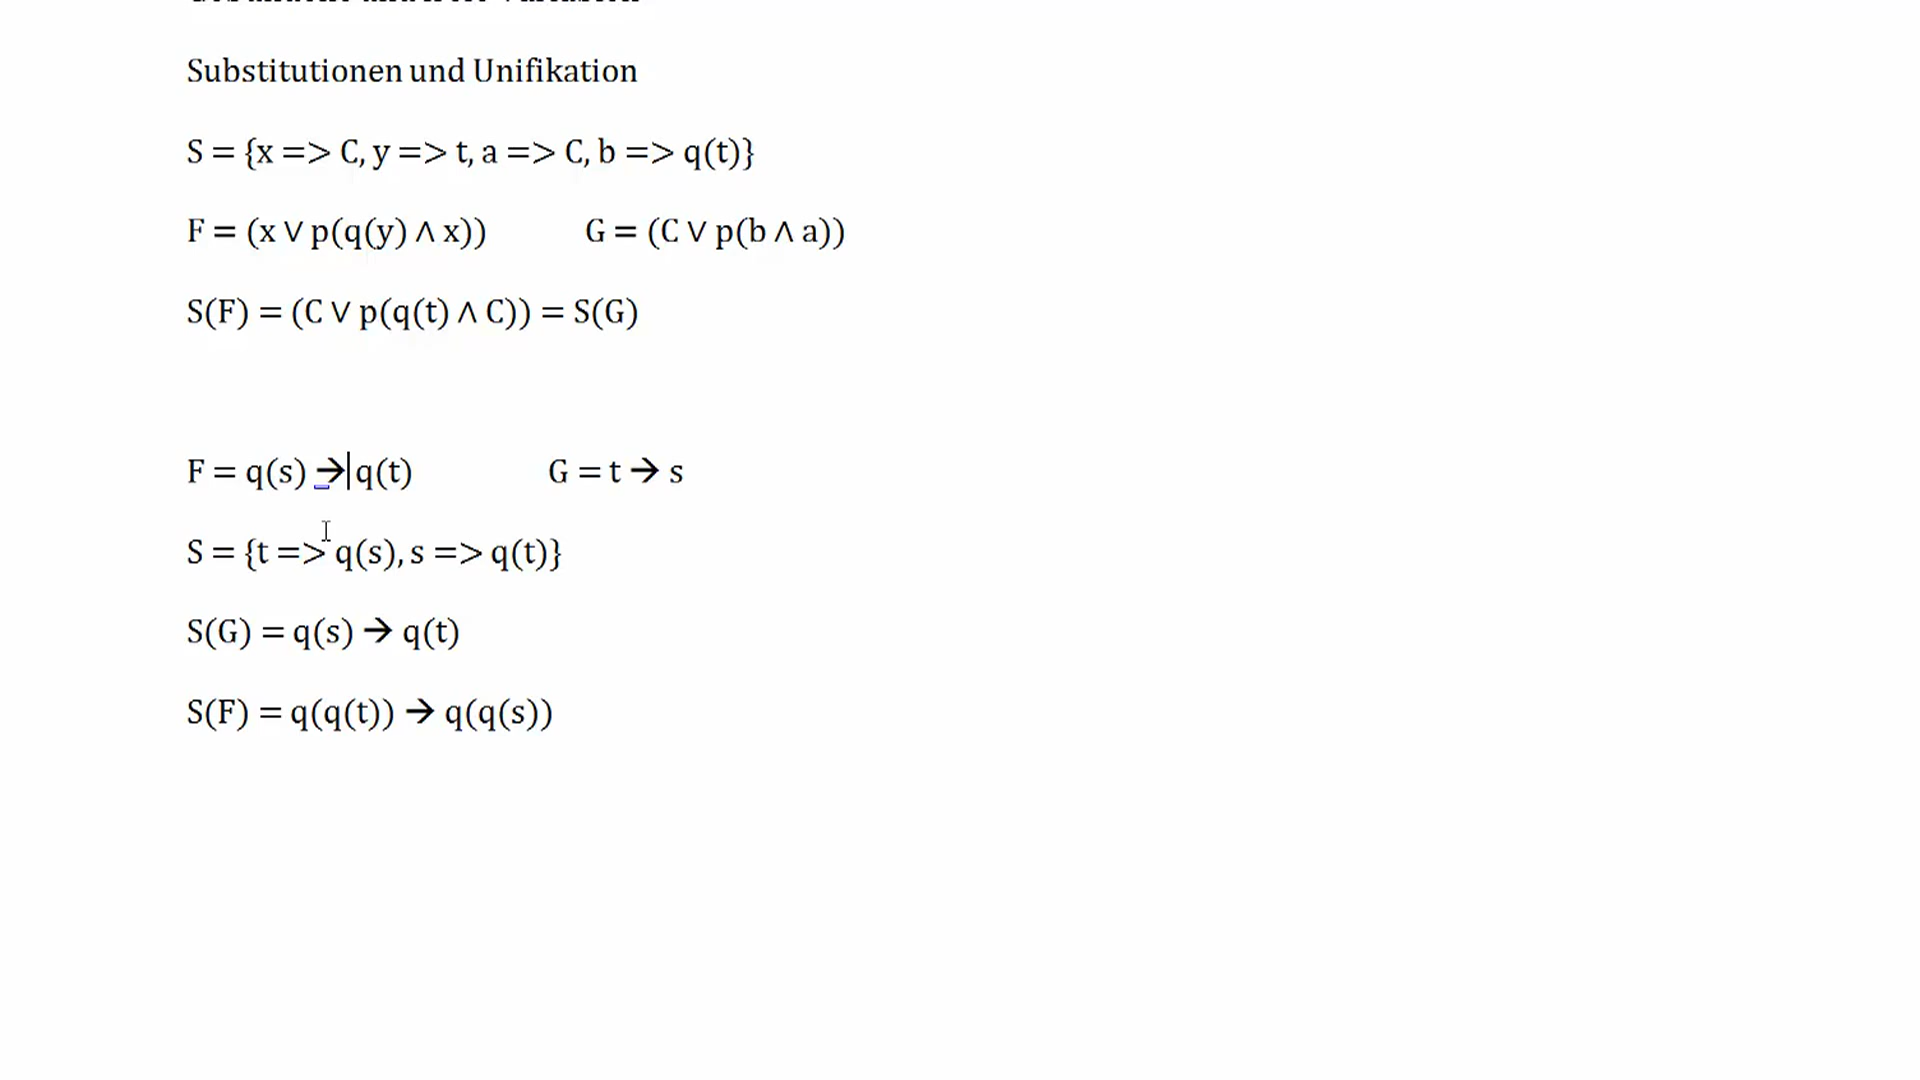 Substitutionen und Unifikation
S = {x => C, y => t, a => C, b => q(t)}
F = (x ∨ p(q(y) ∧ x)) G = (C ∨ p(b ∧ a))
S(F) = (C ∨ p(q(t) ∧ C)) = S(G)
F = q(s) → q(t) G = t → s
S = {t => q(s), s => q(t)}
S(G) = q(s) → q(t)
S(F) = q(q(t)) → q(q(s))